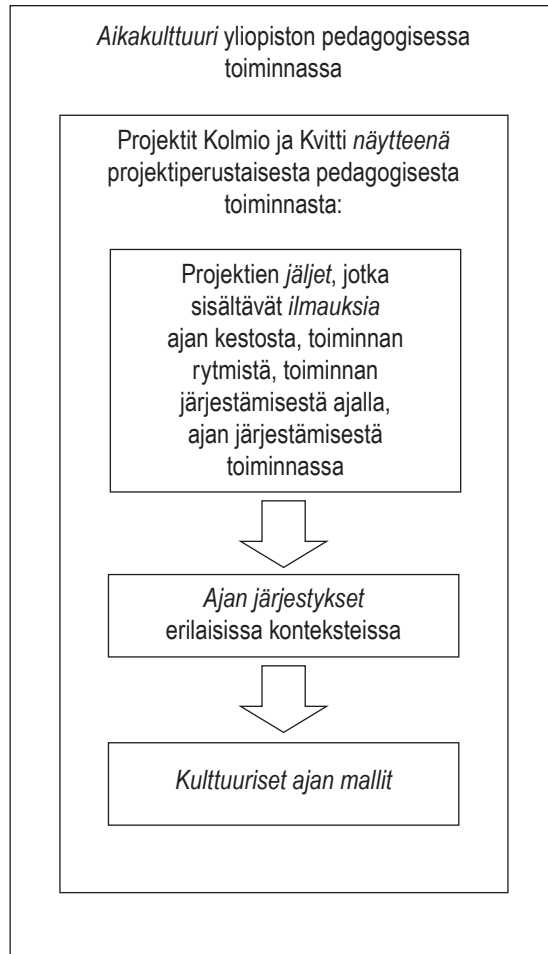 Aikakulttuuri yliopiston pedagogisessa
toiminnassa
Projektit Kolmio ja Kvitti näytteenä
projektiperustaisesta pedagogisesta
toiminnasta:
Projektien jäljet, jotka
sisältävät ilmauksia
ajan kestosta, toiminnan
rytmistä, toiminnan
järjestämisestä ajalla,
ajan järjestämisestä
toiminnassa
Ajan järjestykset
erilaisissa konteksteissa
Kulttuuriset ajan mallit